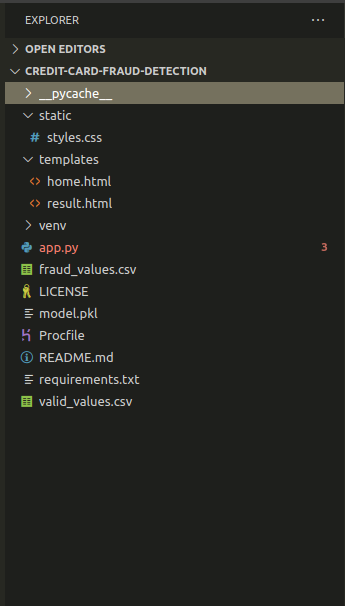 EXPLORER ···
OPEN EDITORS
CREDIT-CARD-FRAUD-DETECTION
__pycache__
static
# styles.css
templates
<> home.html
<> result.html
venv
app.py 3
fraud_values.csv
LICENSE
model.pkl
Procfile
README.md
requirements.txt
valid_values.csv